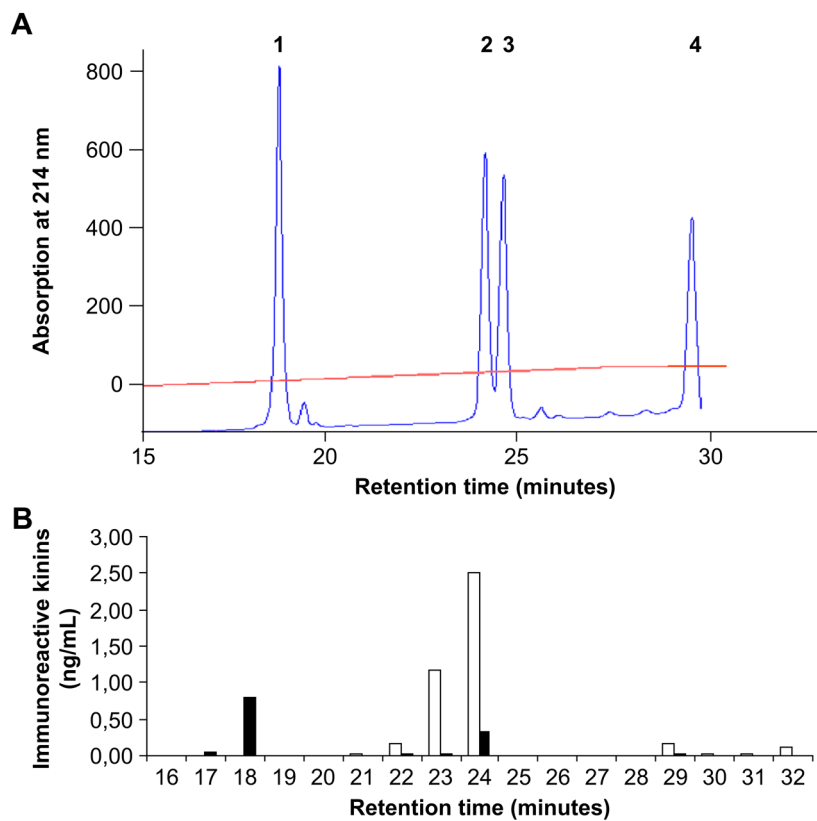 A
1 2 3 4
800
600
400
200
0
Absorption at 214 nm
15 20 25 30
Retention time (minutes)
B
3,00
2,50
2,00
1,50
1,00
0,50
0,00
Immunoreactive kinins
(ng/mL)
16 17 18 19 20 21 22 23 24 25 26 27 28 29 30 31 32
Retention time (minutes)